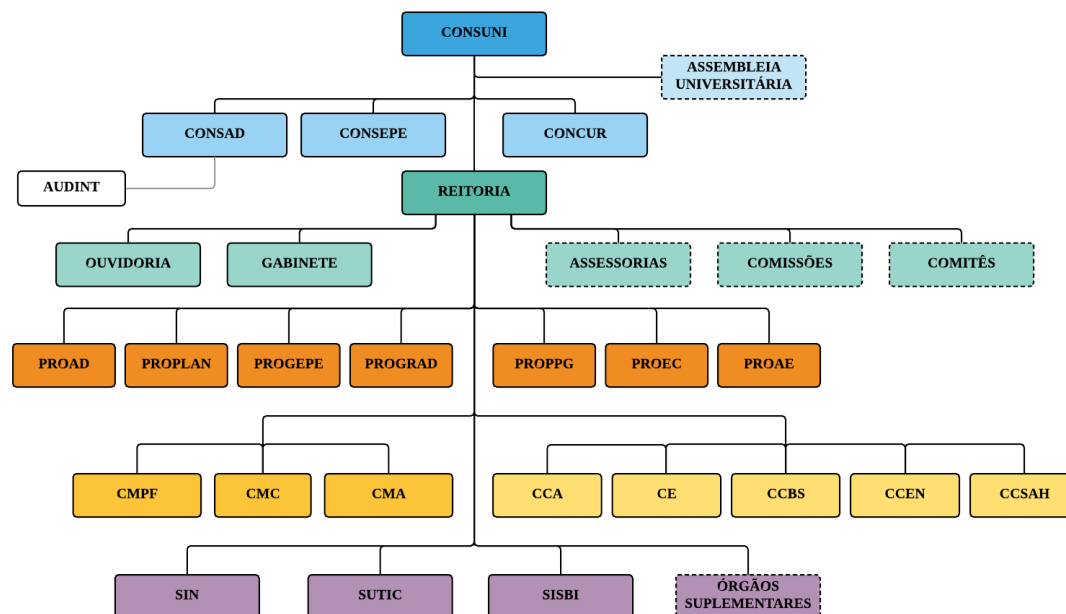 CONSUNI
ASSEMBLEIA
UNIVERSITÁRIA
CONSAD
CONSEPE
CONCUR
AUDINT
REITORIA
OUVIDORIA
GABINETE
ASSESSORIAS
COMISSÕES
COMITÊS
PROAD
PROPLAN
PROGEPE
PROGRAD
PROPPG
PROEC
PROAE
CMPF
CMC
CMA
CCA
CE
CCBS
CCEN
CCSAH
SIN
SUTIC
SISBI
ÓRGÃOS
SUPLEMENTARES